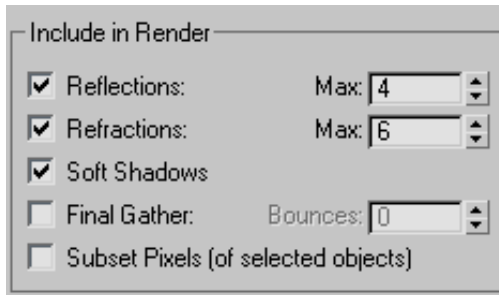 Include in Render
Reflections: Max: 4
Refractions: Max: 6
Soft Shadows
Final Gather: Bounces: 0
Subset Pixels (of selected objects)